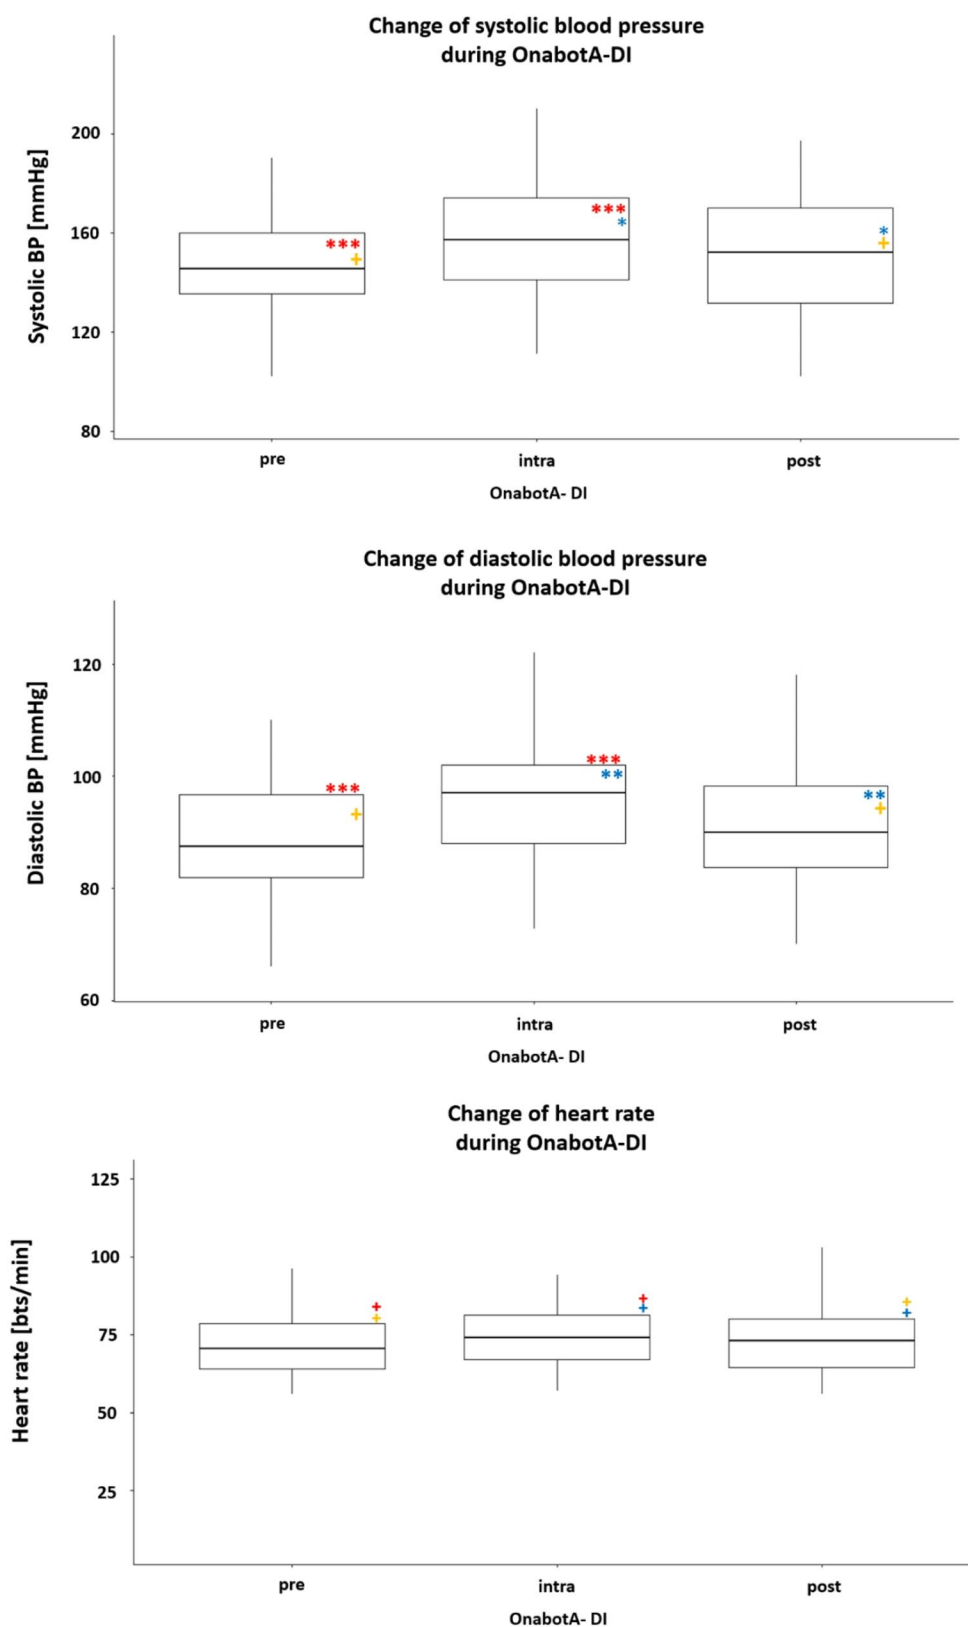 Change of systolic blood pressure
during OnabotA-DI
Systolic BP [mmHg]
200
160
120
80
***
+
***
*
*
+
pre
intra
post
OnabotA- DI
Change of diastolic blood pressure
during OnabotA-DI
Diastolic BP [mmHg]
120
100
80
60
***
+
***
**
**
+
pre
intra
post
OnabotA- DI
Change of heart rate
during OnabotA-DI
Heart rate [bts/min]
125
100
75
50
25
+
+
+
+
+
+
pre
intra
post
OnabotA- DI